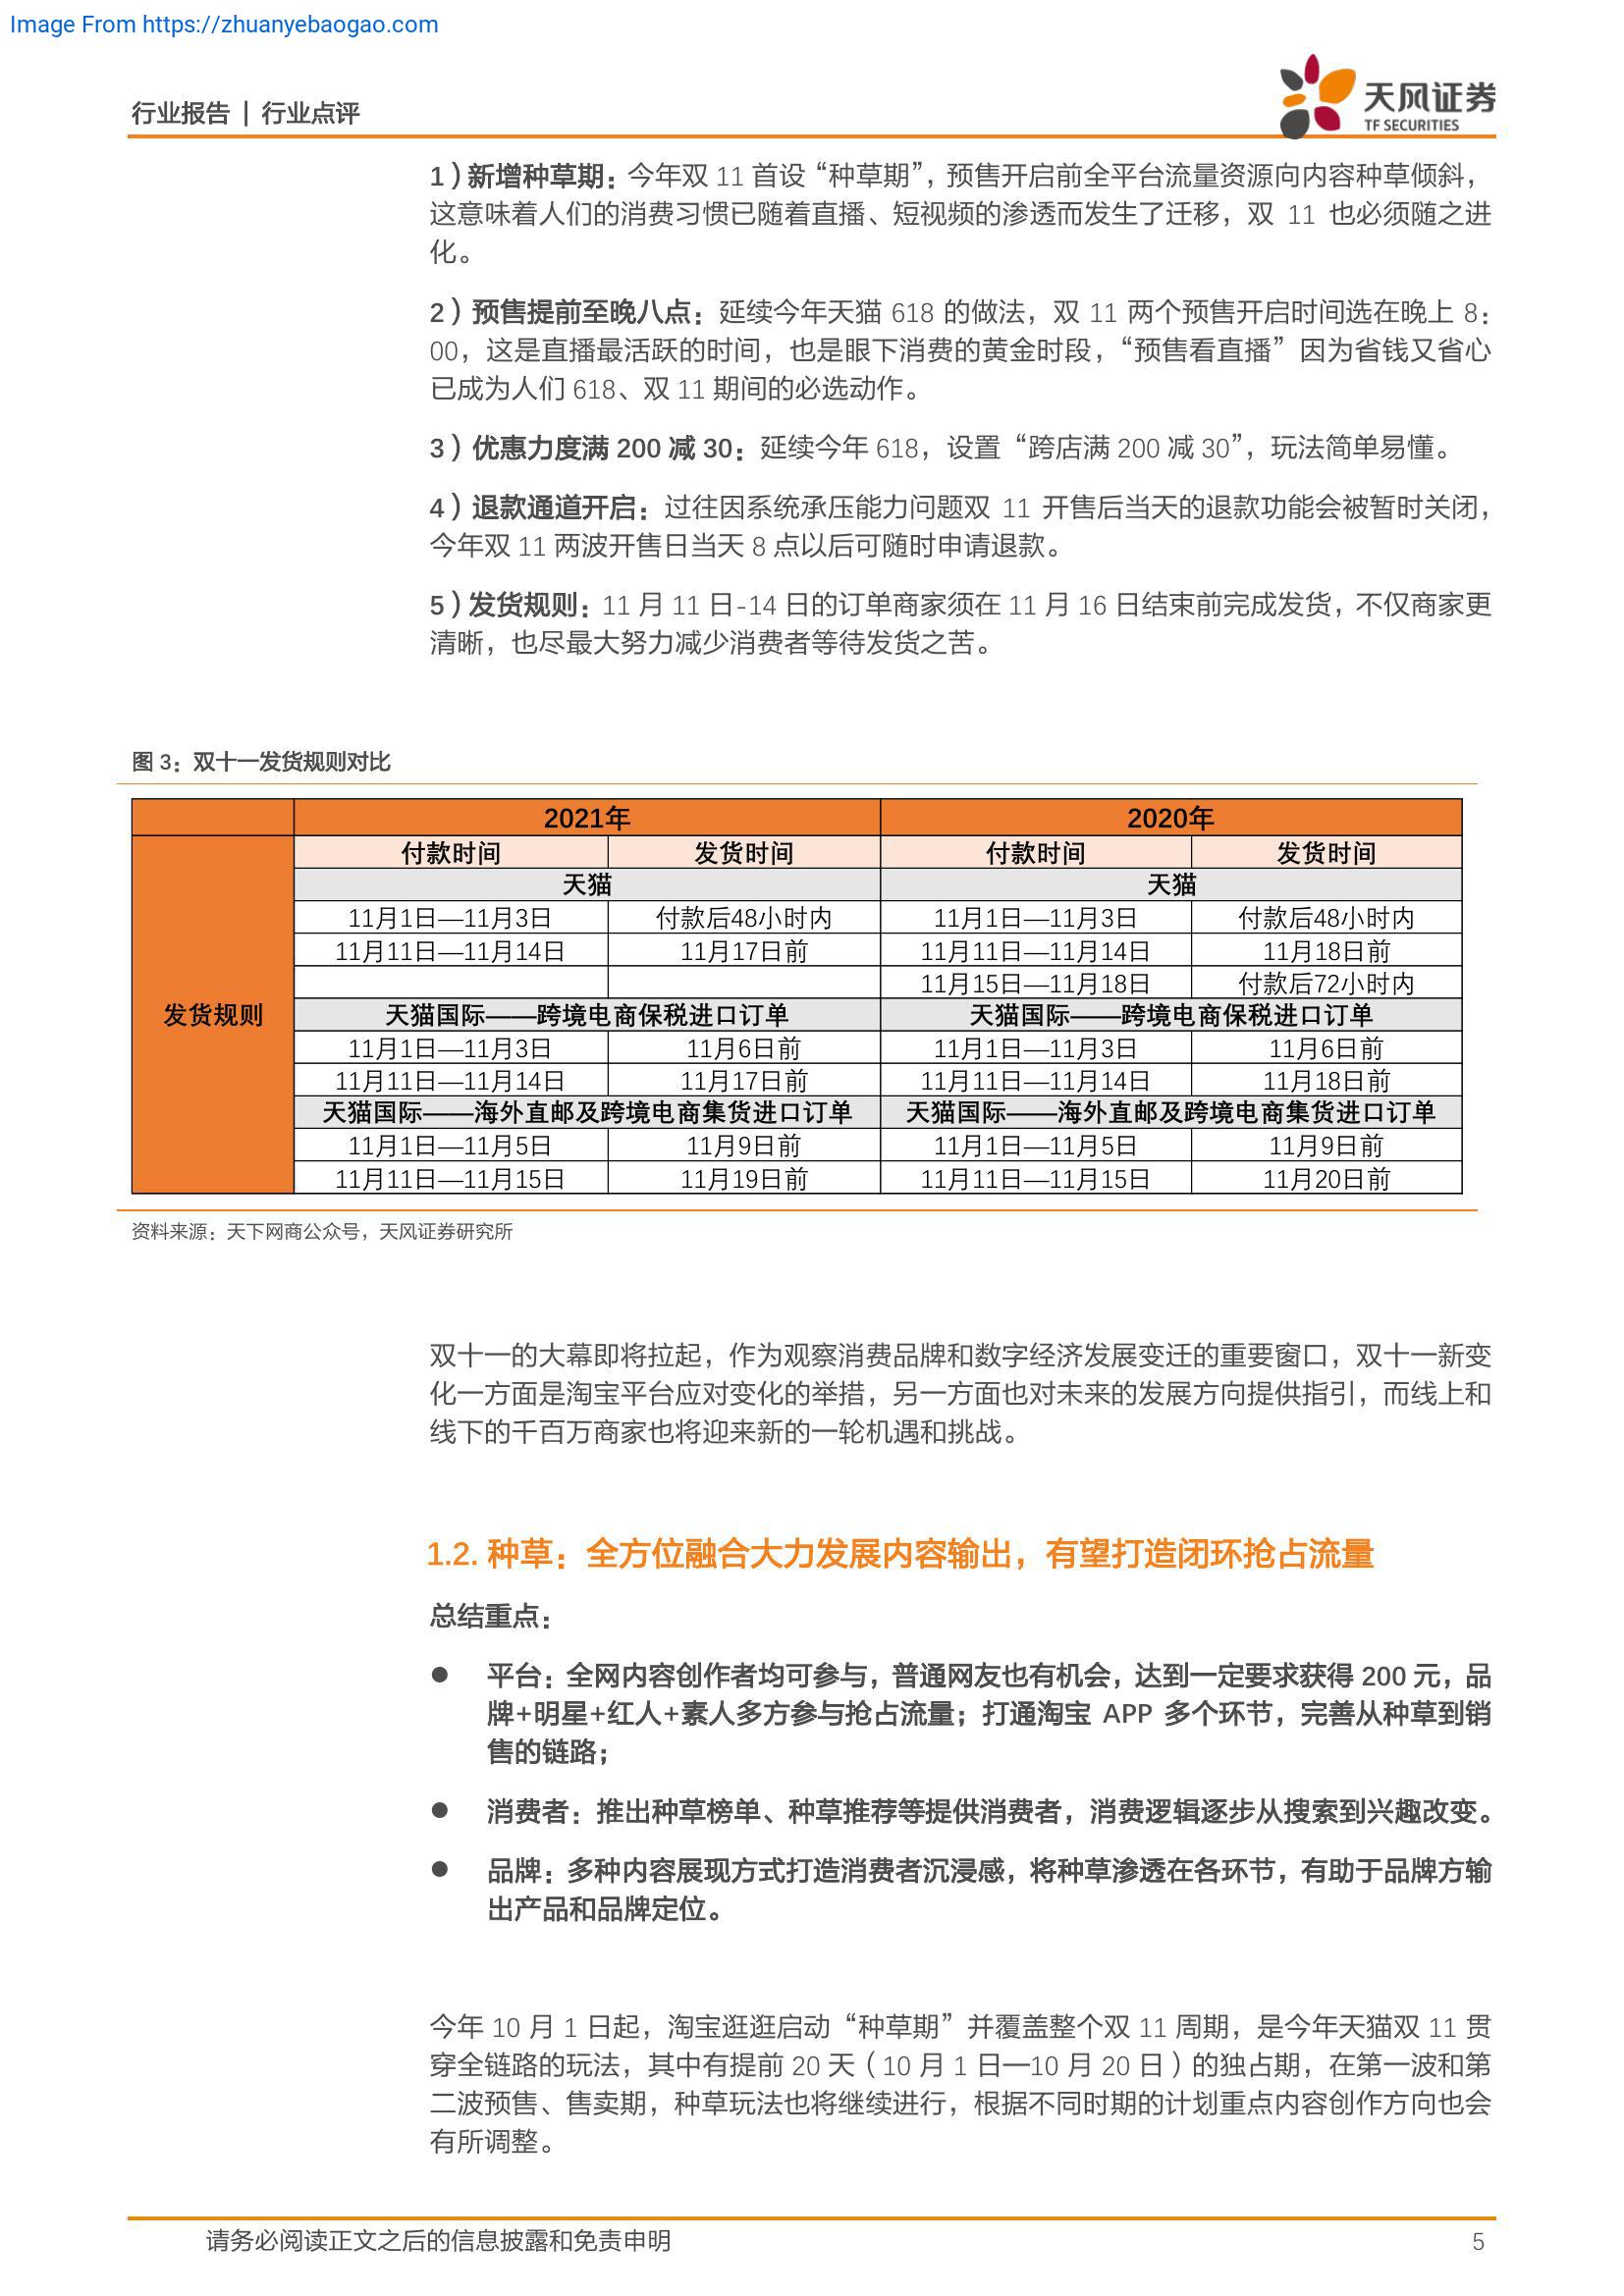 Image From https://zhuanyebaogao.com
行业报告 | 行业点评
天风证券
TF SECURITIES
1）新增种草期：今年双 11 首设“种草期”，预售开启前全平台流量资源向内容种草倾斜，
这意味着人们的消费习惯已随着直播、短视频的渗透而发生了迁移，双 11 也必须随之进
化。
2）预售提前至晚八点：延续今年天猫 618 的做法，双 11 两个预售开启时间选在晚上 8：
00，这是直播最活跃的时间，也是眼下消费的黄金时段，“预售看直播”因为省钱又省心
已成为人们 618、双 11 期间的必选动作。
3）优惠力度满 200 减 30：延续今年 618，设置“跨店满 200 减 30”，玩法简单易懂。
4）退款通道开启：过往因系统承压能力问题双 11 开售后当天的退款功能会被暂时关闭，
今年双 11 两波开售日当天 8 点以后可随时申请退款。
5）发货规则：11 月 11 日-14 日的订单商家须在 11 月 16 日结束前完成发货，不仅商家更
清晰，也尽最大努力减少消费者等待发货之苦。
图 3：双十一发货规则对比
2021年 2020年
付款时间 发货时间 付款时间 发货时间
天猫 天猫
11月1日—11月3日 付款后48小时内 11月1日—11月3日 付款后48小时内
11月11日—11月14日 11月17日前 11月11日—11月14日 11月18日前
11月15日—11月18日 付款后72小时内
发货规则 天猫国际——跨境电商保税进口订单 天猫国际——跨境电商保税进口订单
11月1日—11月3日 11月6日前 11月1日—11月3日 11月6日前
11月11日—11月14日 11月17日前 11月11日—11月14日 11月18日前
天猫国际——海外直邮及跨境电商集货进口订单 天猫国际——海外直邮及跨境电商集货进口订单
11月1日—11月5日 11月9日前 11月1日—11月5日 11月9日前
11月11日—11月15日 11月19日前 11月11日—11月15日 11月20日前
资料来源：天下网商公众号，天风证券研究所
双十一的大幕即将拉起，作为观察消费品牌和数字经济发展变迁的重要窗口，双十一新变
化一方面是淘宝平台应对变化的举措，另一方面也对未来的发展方向提供指引，而线上和
线下的千百万商家也将迎来新的一轮机遇和挑战。
1.2. 种草：全方位融合大力发展内容输出，有望打造闭环抢占流量
总结重点：
● 平台：全网内容创作者均可参与，普通网友也有机会，达到一定要求获得 200 元，品
牌+明星+红人+素人多方参与抢占流量；打通淘宝 APP 多个环节，完善从种草到销
售的链路；
● 消费者：推出种草榜单、种草推荐等提供消费者，消费逻辑逐步从搜索到兴趣改变。
● 品牌：多种内容展现方式打造消费者沉浸感，将种草渗透在各环节，有助于品牌方输
出产品和品牌定位。
今年 10 月 1 日起，淘宝逛逛启动“种草期”并覆盖整个双 11 周期，是今年天猫双 11 贯
穿全链路的玩法，其中有提前 20 天（10 月 1 日—10 月 20 日）的独占期，在第一波和第
二波预售、售卖期，种草玩法也将继续进行，根据不同时期的计划重点内容创作方向也会
有所调整。
请务必阅读正文之后的信息披露和免责申明 5